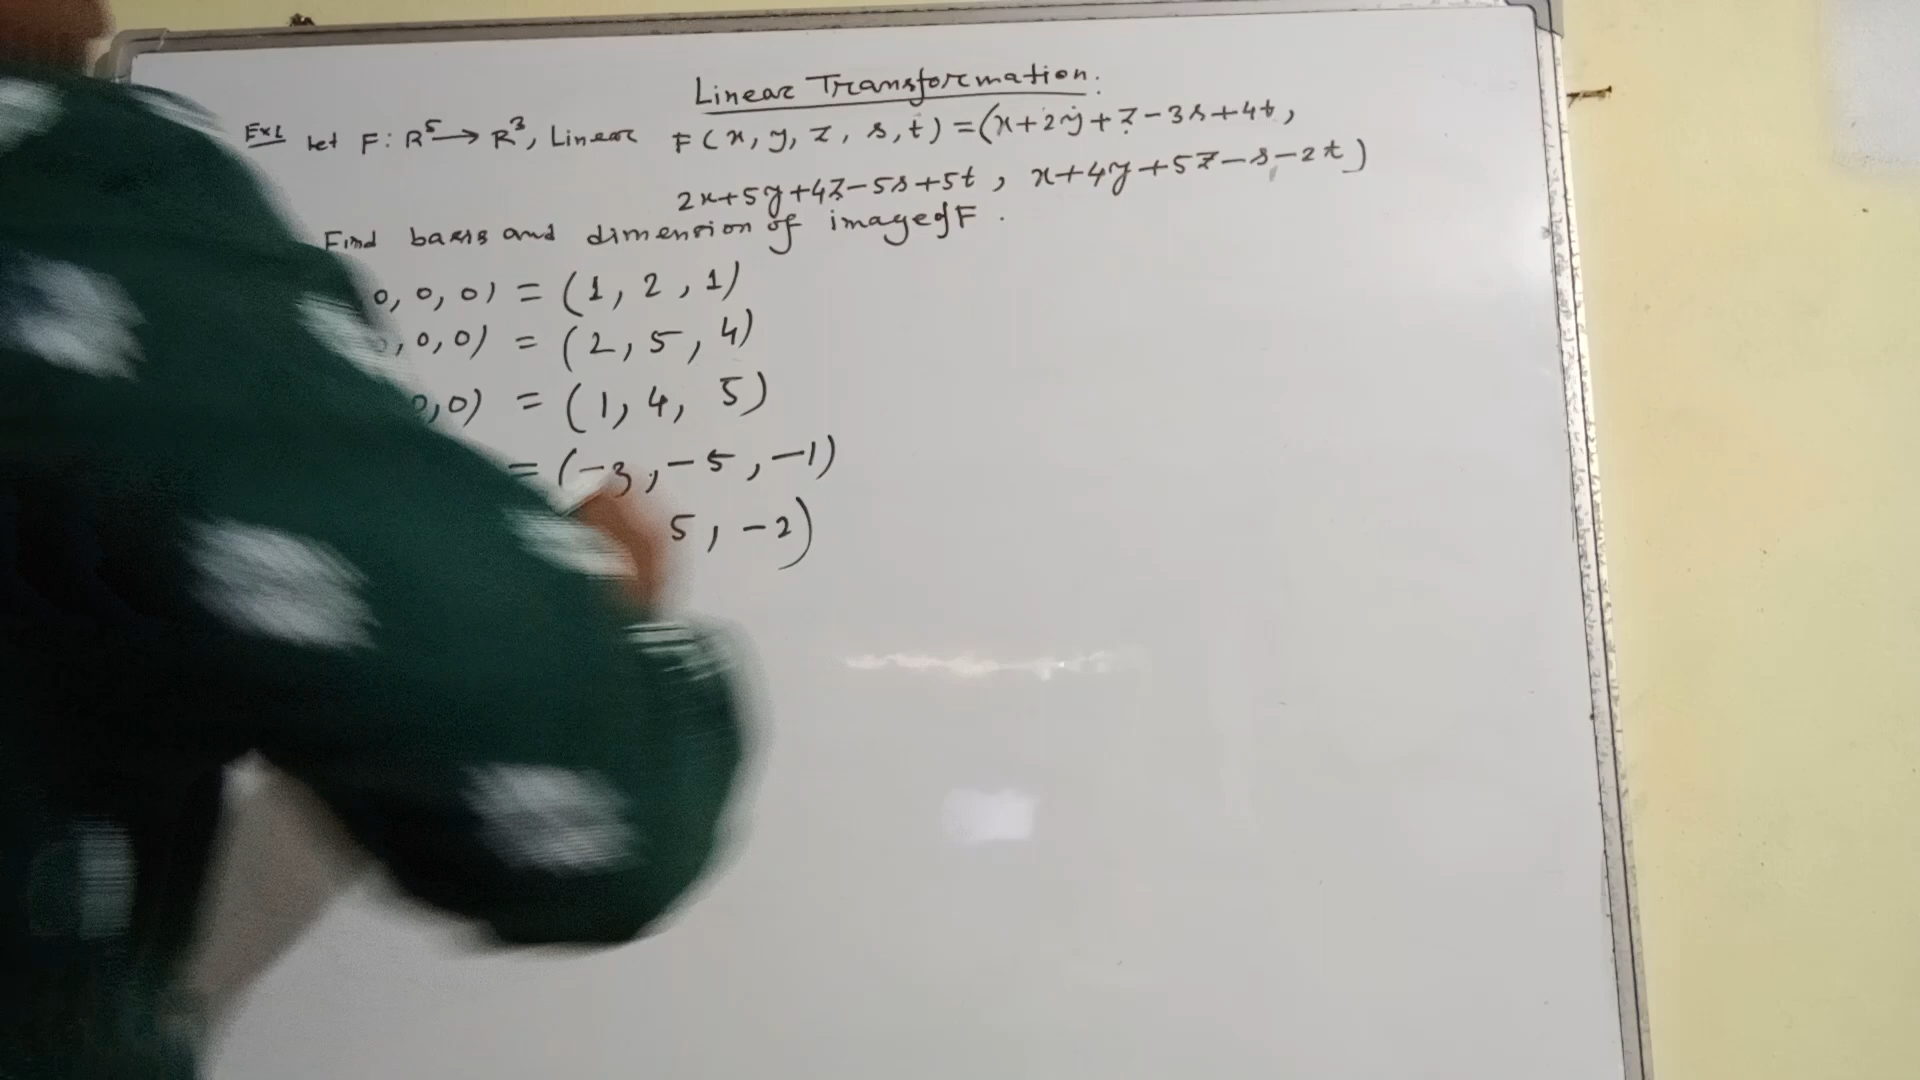 Linear Transformation.
Ex1 Let F: R⁵ → R³, Linear F(x, y, z, s, t) = (x+2y+z-3s+4t,
2x+5y+4z-5s+5t, x+4y+5z-s-2t)
Find basis and dimension of image of F.
0, 0, 0) = (1, 2, 1)
, 0, 0) = (2, 5, 4)
0, 0) = (1, 4, 5)
= (-3, -5, -1)
5, -2)